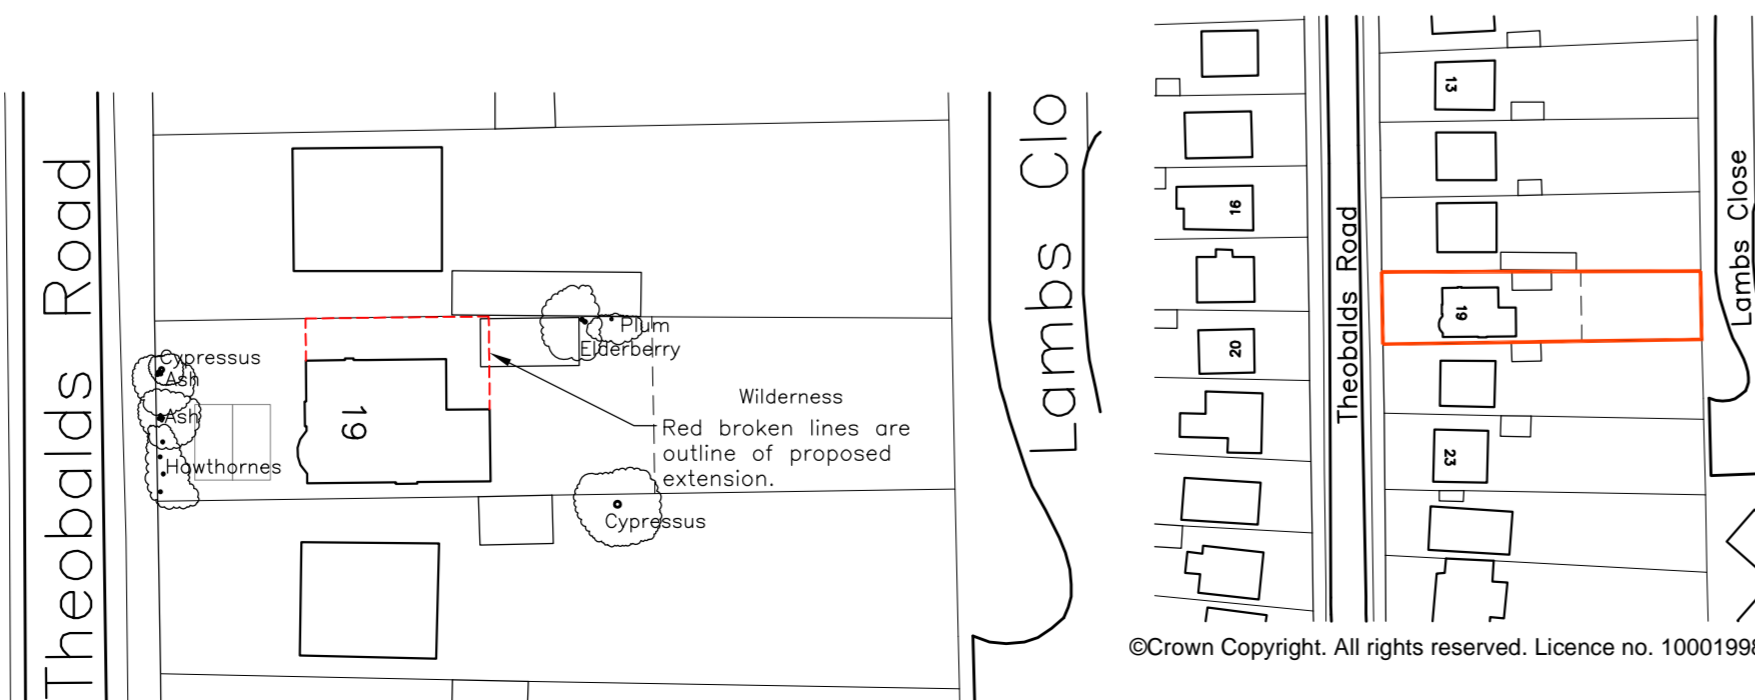 Theobalds Road
Cypressus
Ash
Ash
Hawthornes
19
Plum
Elderberry
Wilderness
Red broken lines are
outline of proposed
extension.
Cypressus
Lambs Clo
16
20
Theobalds Road
13
19
23
Lambs Close
©Crown Copyright. All rights reserved. Licence no. 10001998